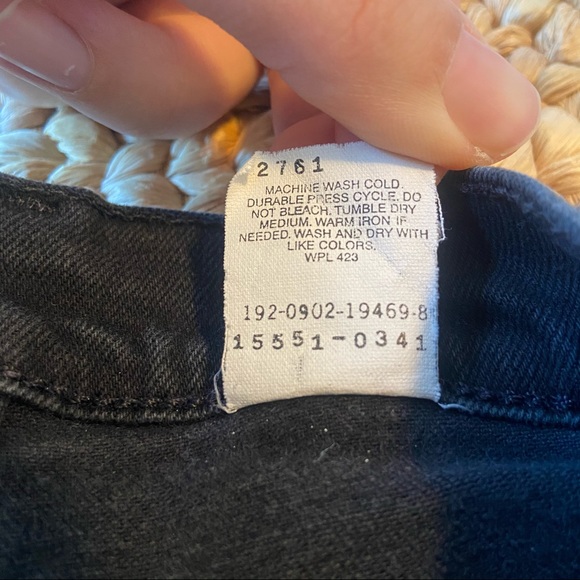 2761
MACHINE WASH COLD.
DURABLE PRESS CYCLE. DO
NOT BLEACH. TUMBLE DRY
MEDIUM. WARM IRON IF
NEEDED. WASH AND DRY WITH
LIKE COLORS.
WPL 423
192-0902-19469-8
15551-0341